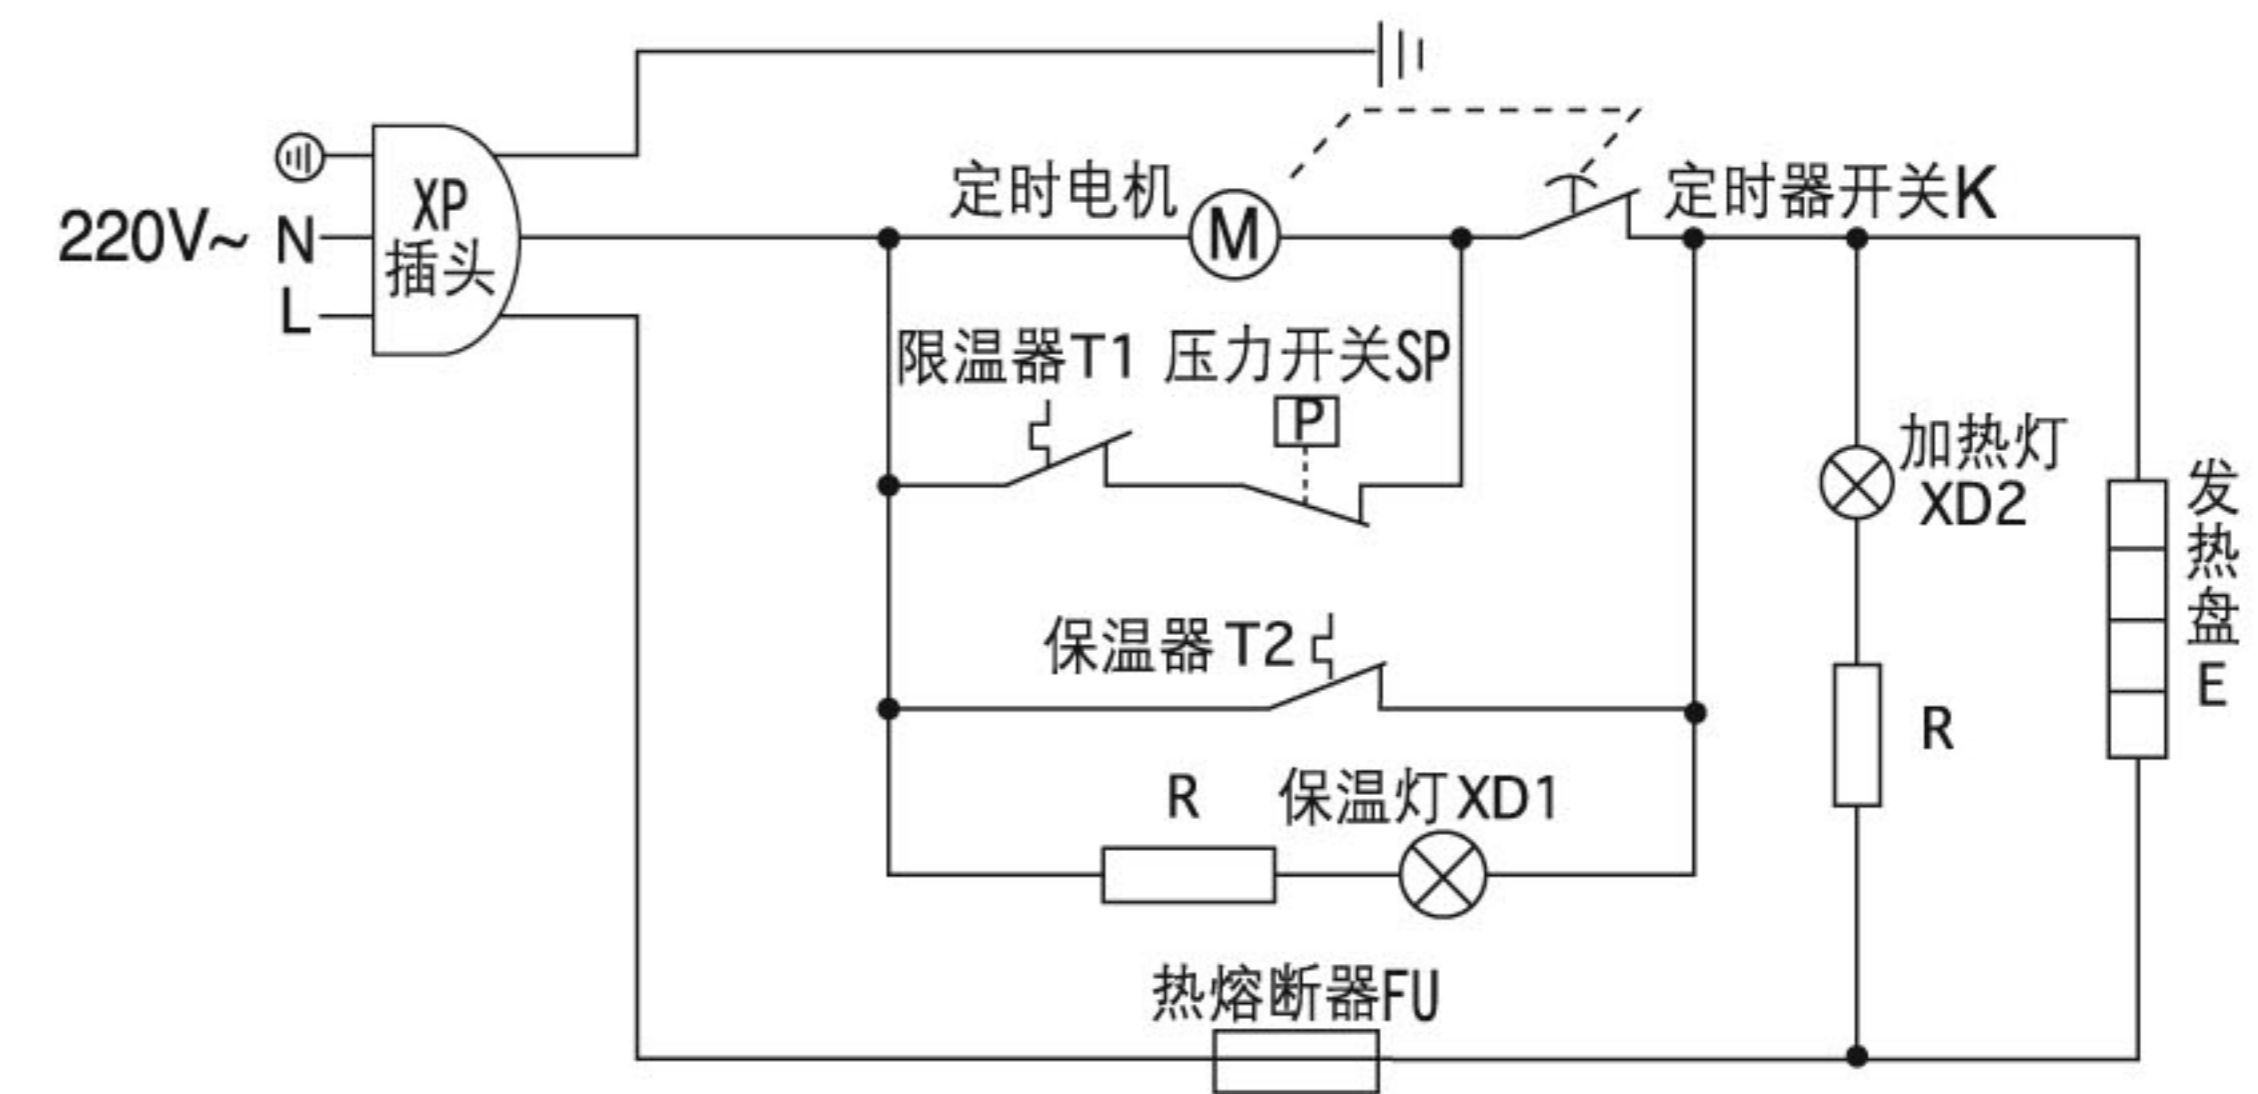 220V~
N
L
XP
插头
定时电机
M
定时器开关K
限温器T1
压力开关SP
P
加热灯
XD2
发热盘E
保温器T2
R
R
保温灯XD1
热熔断器FU